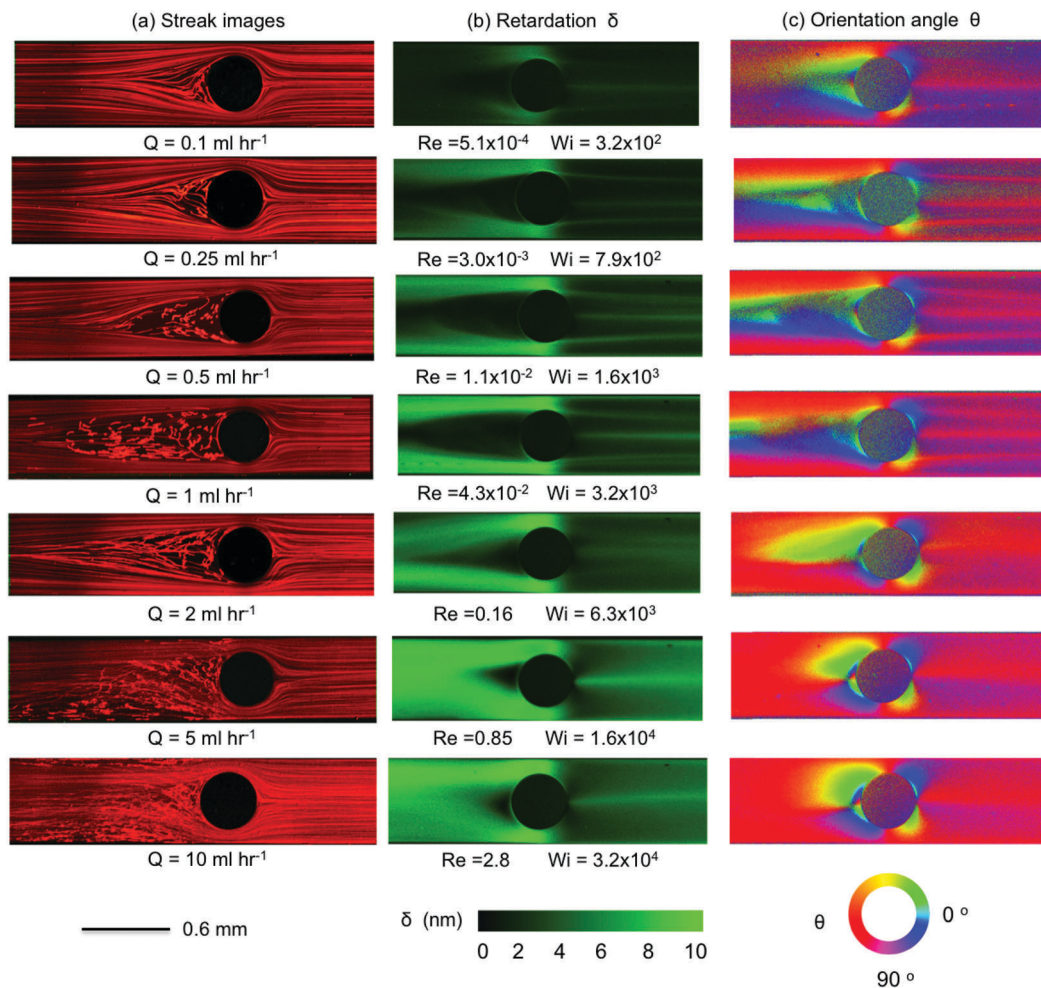 (a) Streak images (b) Retardation δ (c) Orientation angle θ
Q = 0.1 ml hr⁻¹ Re =5.1x10⁻⁴ Wi = 3.2x10²
Q = 0.25 ml hr⁻¹ Re =3.0x10⁻³ Wi = 7.9x10²
Q = 0.5 ml hr⁻¹ Re = 1.1x10⁻² Wi = 1.6x10³
Q = 1 ml hr⁻¹ Re =4.3x10⁻² Wi = 3.2x10³
Q = 2 ml hr⁻¹ Re =0.16 Wi = 6.3x10³
Q = 5 ml hr⁻¹ Re =0.85 Wi = 1.6x10⁴
Q = 10 ml hr⁻¹ Re =2.8 Wi = 3.2x10⁴
0.6 mm
δ (nm)
0 2 4 6 8 10
θ 0 º
90 º